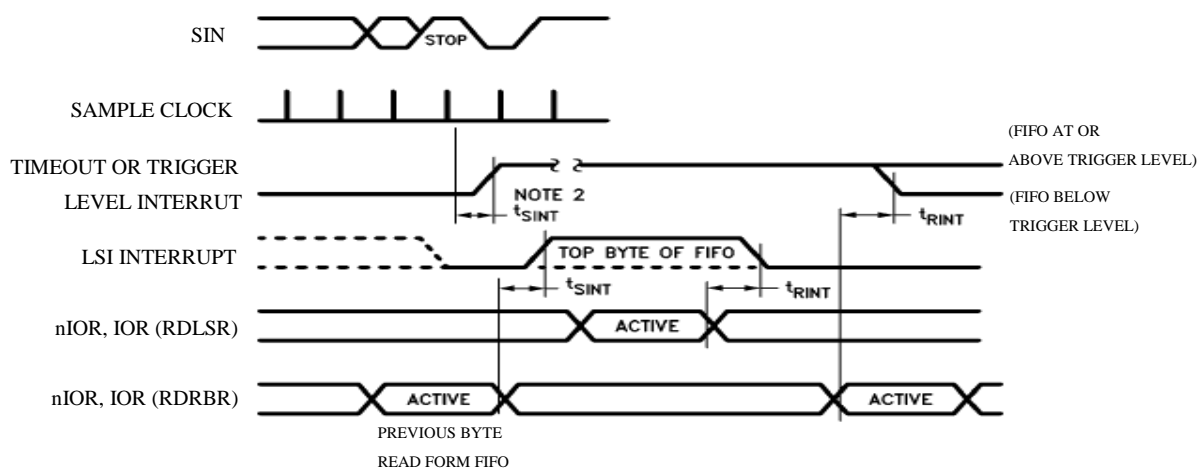 SIN
STOP
SAMPLE CLOCK
(FIFO AT OR
ABOVE TRIGGER LEVEL)
TIMEOUT OR TRIGGER
LEVEL INTERRUT
NOTE 2
tSINT
tRINT
(FIFO BELOW
TRIGGER LEVEL)
LSI INTERRUPT
TOP BYTE OF FIFO
tSINT
tRINT
nIOR, IOR (RDLSR)
ACTIVE
nIOR, IOR (RDRBR)
ACTIVE
ACTIVE
PREVIOUS BYTE
READ FORM FIFO